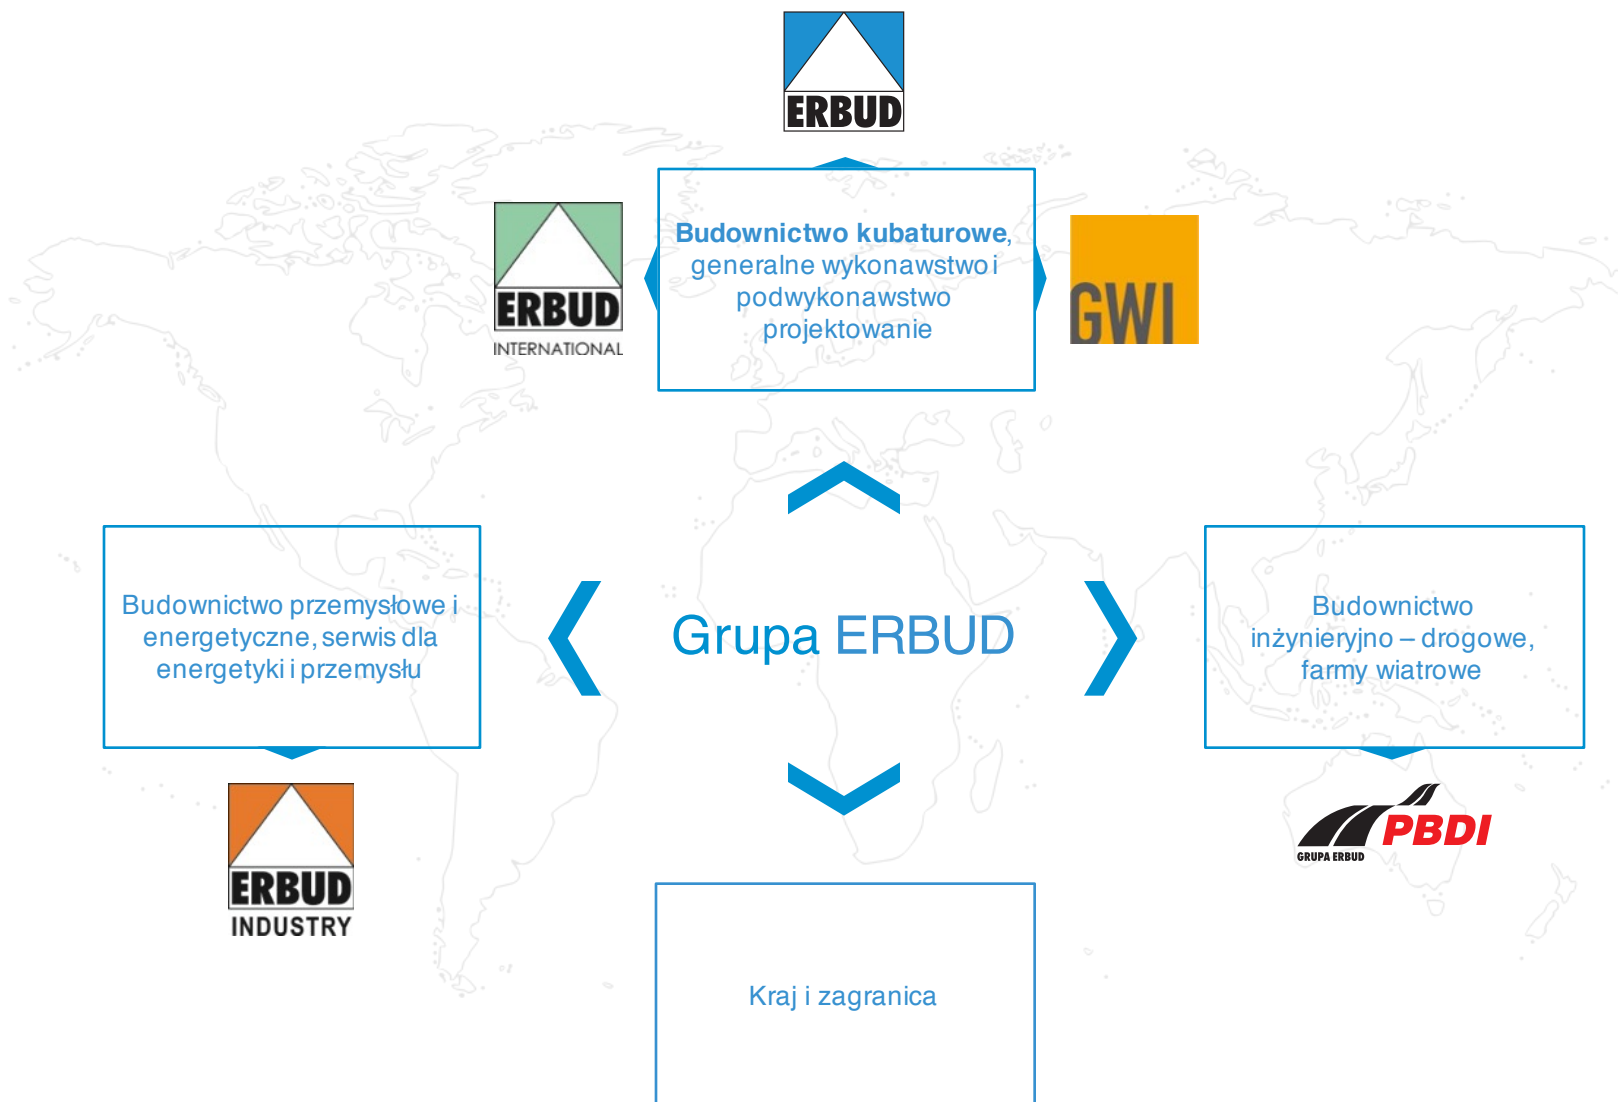 ERBUD
ERBUD
INTERNATIONAL
Budownictwo kubaturowe,
generalne wykonawstwo i
podwykonawstwo
projektowanie
GWI
Budownictwo przemysłowe i
energetyczne, serwis dla
energetyki i przemysłu
Grupa ERBUD
Budownictwo
inżynieryjno – drogowe,
farmy wiatrowe
ERBUD
INDUSTRY
PBDI
GRUPA ERBUD
Kraj i zagranica